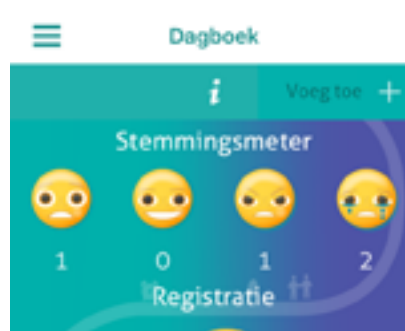 Dagboek
i Voeg toe +
Stemmingsmeter
1 0 1 2
Registratie